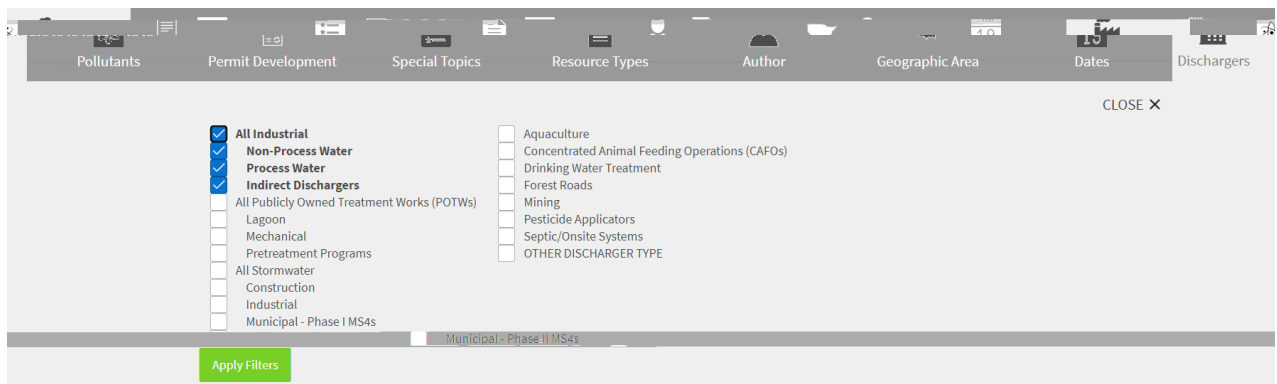 Pollutants Permit Development Special Topics Resource Types Author Geographic Area Dates Dischargers
CLOSE ×
All Industrial
Non-Process Water
Process Water
Indirect Dischargers
All Publicly Owned Treatment Works (POTWs)
Lagoon
Mechanical
Pretreatment Programs
All Stormwater
Construction
Industrial
Municipal - Phase I MS4s
Municipal - Phase II MS4s
Aquaculture
Concentrated Animal Feeding Operations (CAFOs)
Drinking Water Treatment
Forest Roads
Mining
Pesticide Applicators
Septic/Onsite Systems
OTHER DISCHARGER TYPE
Apply Filters